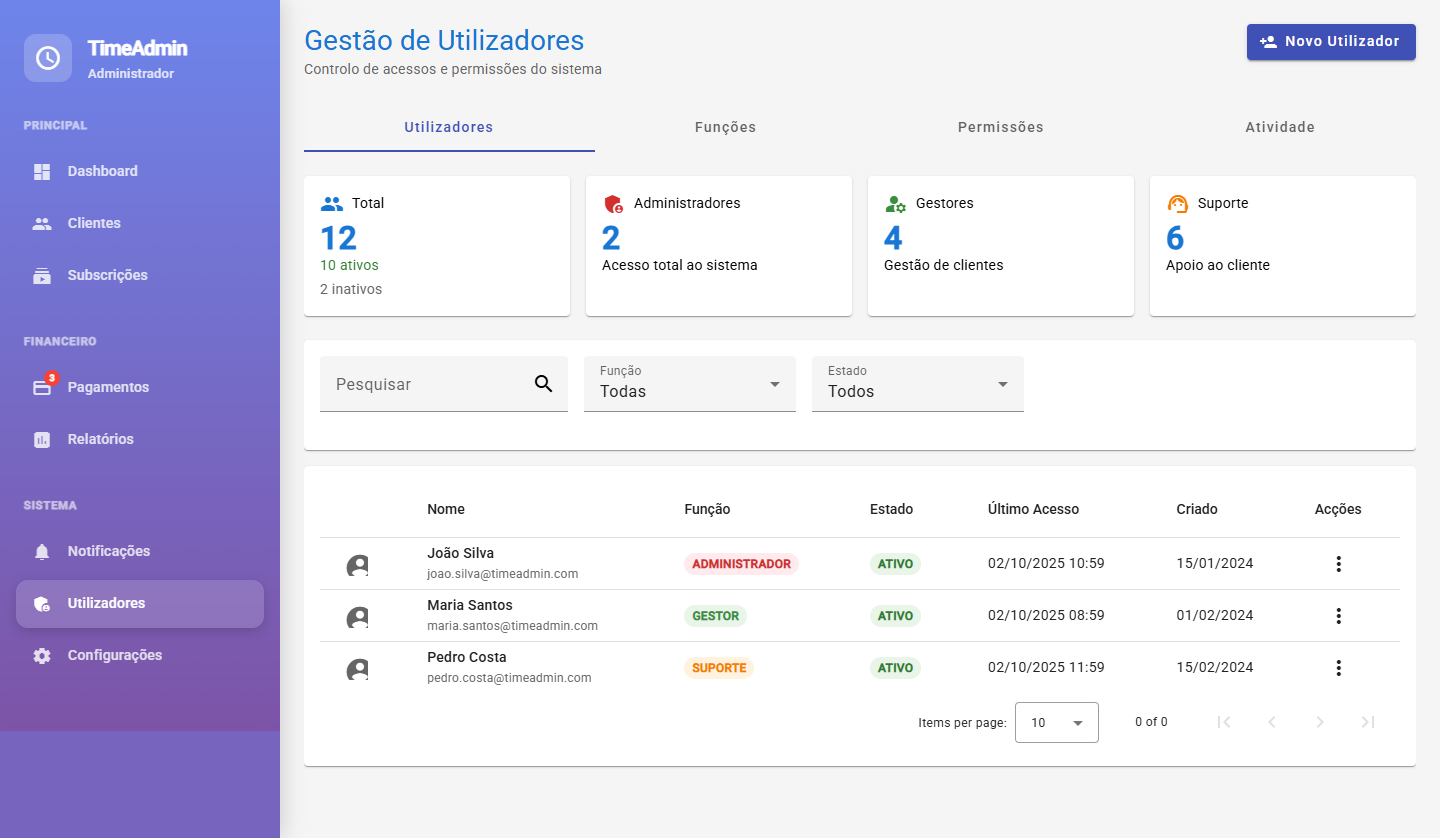 TimeAdmin
Administrador
PRINCIPAL
Dashboard
Clientes
Subscrições
FINANCEIRO
3
Pagamentos
Relatórios
SISTEMA
Notificações
Utilizadores
Configurações
Gestão de Utilizadores
Controlo de acessos e permissões do sistema
Novo Utilizador
Utilizadores Funções Permissões Atividade
Total
12
10 ativos
2 inativos
Administradores
2
Acesso total ao sistema
Gestores
4
Gestão de clientes
Suporte
6
Apoio ao cliente
Pesquisar
Função
Todas
Estado
Todos
Nome Função Estado Último Acesso Criado Acções
João Silva
joao.silva@timeadmin.com
ADMINISTRADOR ATIVO 02/10/2025 10:59 15/01/2024
Maria Santos
maria.santos@timeadmin.com
GESTOR ATIVO 02/10/2025 08:59 01/02/2024
Pedro Costa
pedro.costa@timeadmin.com
SUPORTE ATIVO 02/10/2025 11:59 15/02/2024
Items per page: 10 0 of 0